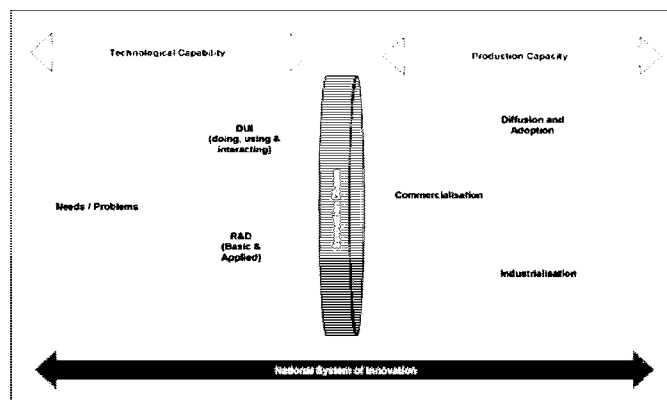 Technological Capability
Production Capacity
DUI
(doing, using &
interacting)
Diffusion and
Adoption
Needs / Problems
Commercialisation
R&D
(Basic &
Applied)
Industrialisation
National System of Innovation